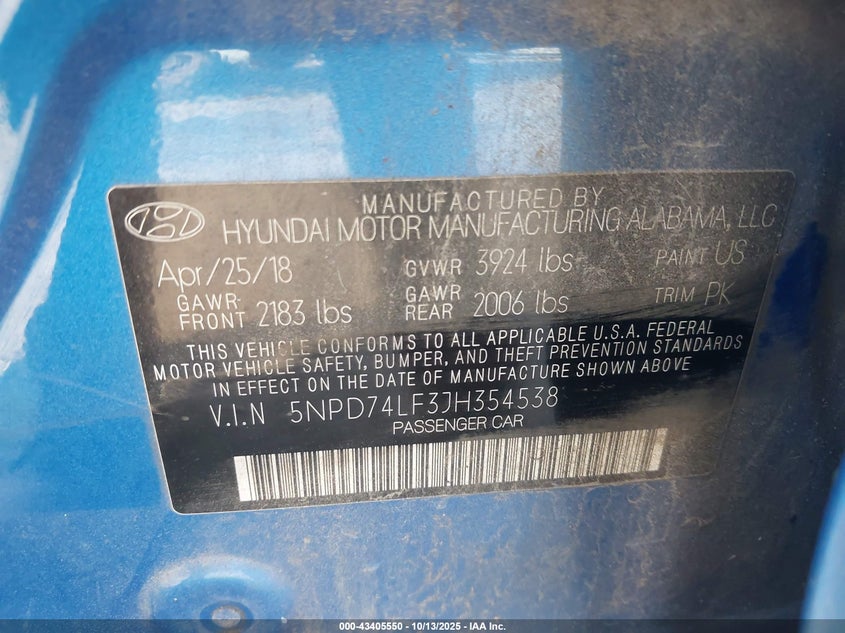 MANUFACTURED BY
HYUNDAI MOTOR MANUFACTURING ALABAMA, LLC
Apr/25/18 GVWR 3924 lbs PAINT US
GAWR FRONT 2183 lbs GAWR REAR 2006 lbs TRIM PK
THIS VEHICLE CONFORMS TO ALL APPLICABLE U.S.A. FEDERAL
MOTOR VEHICLE SAFETY, BUMPER, AND THEFT PREVENTION STANDARDS
IN EFFECT ON THE DATE OF MANUFACTURE SHOWN ABOVE
V.I.N 5NPD74LF3JH354538
PASSENGER CAR
000-43405550 | 10/13/2025 - IAA Inc.